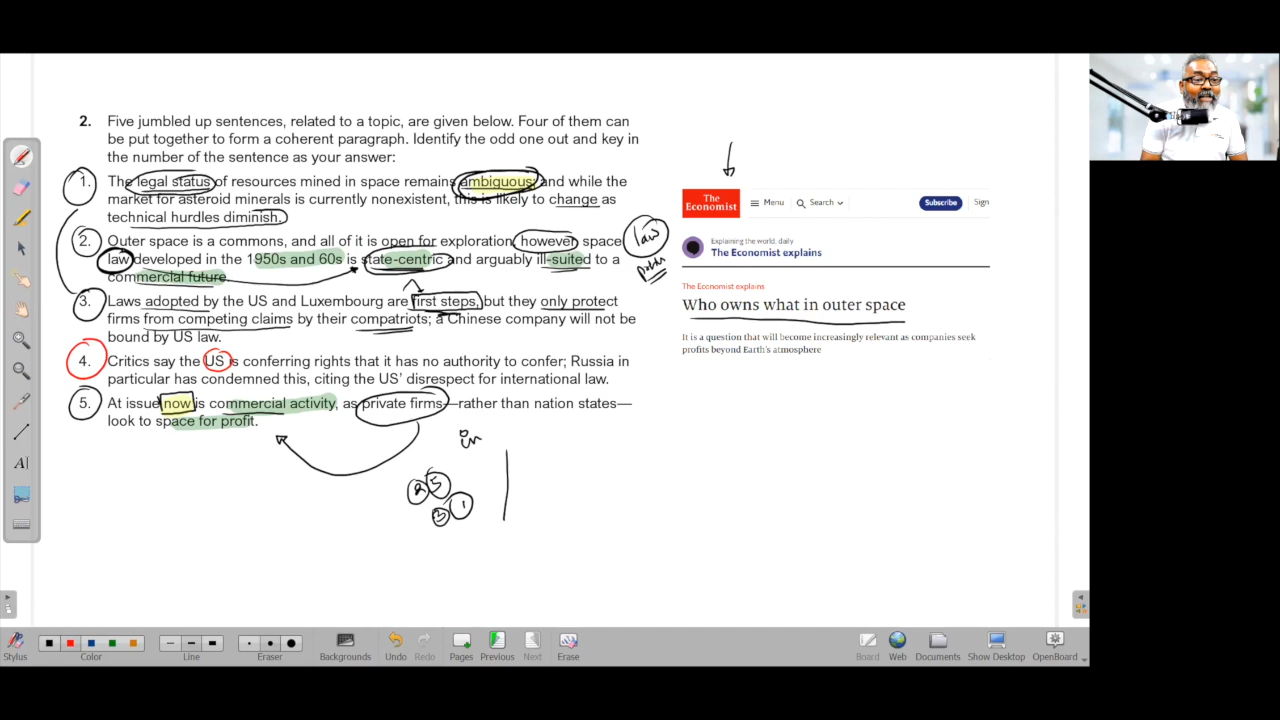 2. Five jumbled up sentences, related to a topic, are given below. Four of them can
be put together to form a coherent paragraph. Identify the odd one out and key in
the number of the sentence as your answer:
1. The legal status of resources mined in space remains ambiguous; and while the
market for asteroid minerals is currently nonexistent, this is likely to change as
technical hurdles diminish.
2. Outer space is a commons, and all of it is open for exploration, however, space
law developed in the 1950s and 60s is state-centric and arguably ill-suited to a
commercial future.
law
3. Laws adopted by the US and Luxembourg are first steps, but they only protect
firms from competing claims by their compatriots; a Chinese company will not be
bound by US law.
4. Critics say the US is conferring rights that it has no authority to confer; Russia in
particular has condemned this, citing the US' disrespect for international law.
5. At issue now is commercial activity, as private firms—rather than nation states—
look to space for profit.
in
2 5
3 1
The
Economist
Menu
Search
Subscribe
Sign
Explaining the world, daily
The Economist explains
The Economist explains
Who owns what in outer space
It is a question that will become increasingly relevant as companies seek
profits beyond Earth's atmosphere
Stylus
Color
Line
Eraser
Backgrounds
Undo
Redo
Pages
Previous
Next
Erase
Board
Web
Documents
Show Desktop
OpenBoard